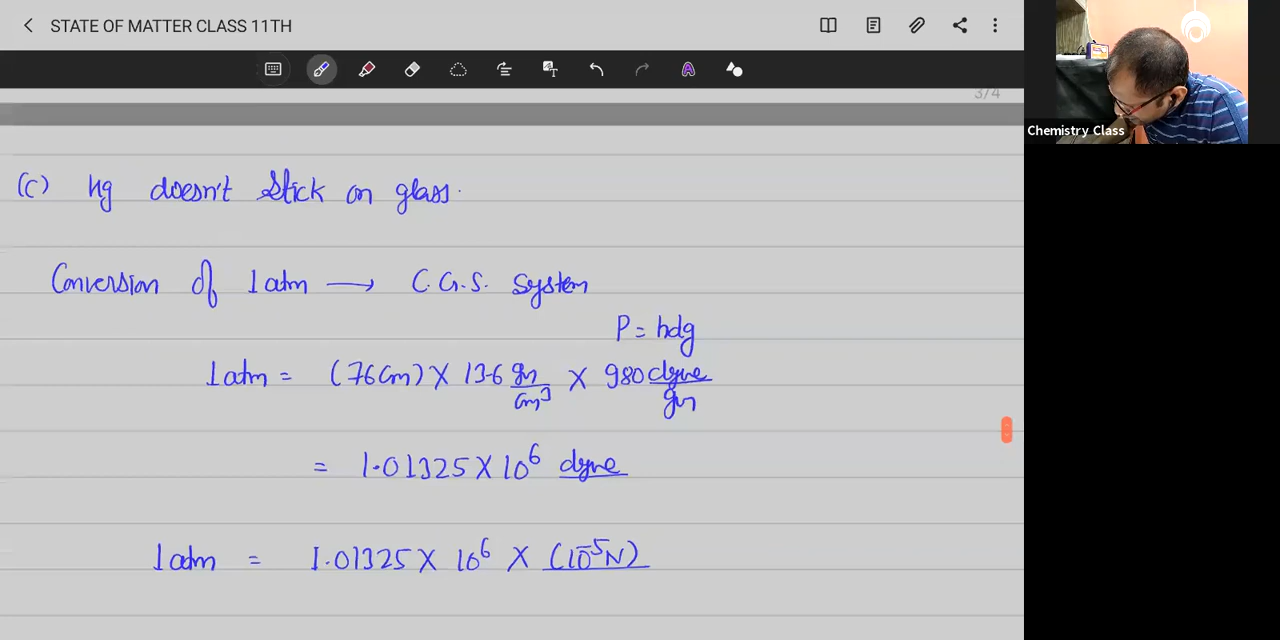 STATE OF MATTER CLASS 11TH
3/4
Chemistry Class
(C) Hg doesn't stick on glass.
Conversion of 1 atm → C.G.S. system
P = hdg
1 atm = (76 cm) × 13.6 gm/cm³ × 980 dyne/gm
= 1.01325 × 10⁶ dyne
1 atm = 1.01325 × 10⁶ × (10⁻⁵N)